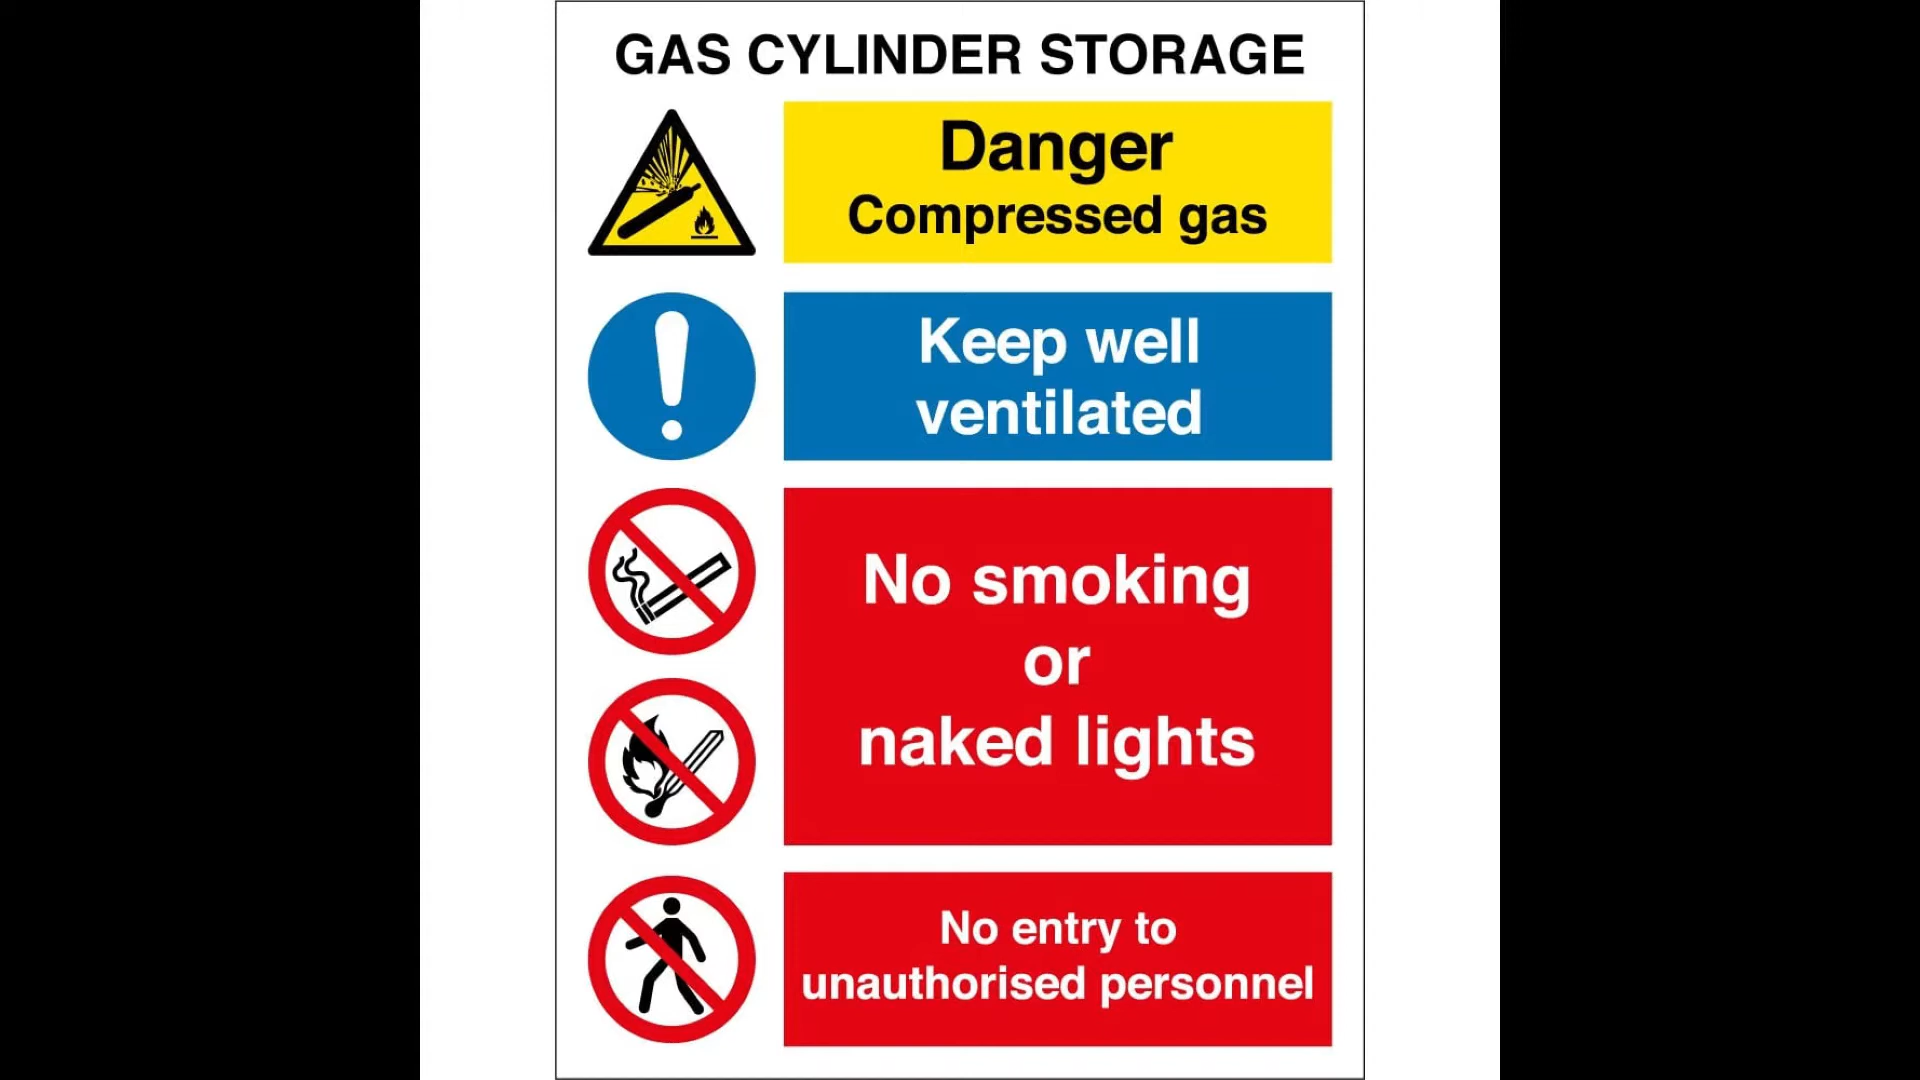 GAS CYLINDER STORAGE
Danger
Compressed gas
Keep well
ventilated
No smoking
or
naked lights
No entry to
unauthorised personnel